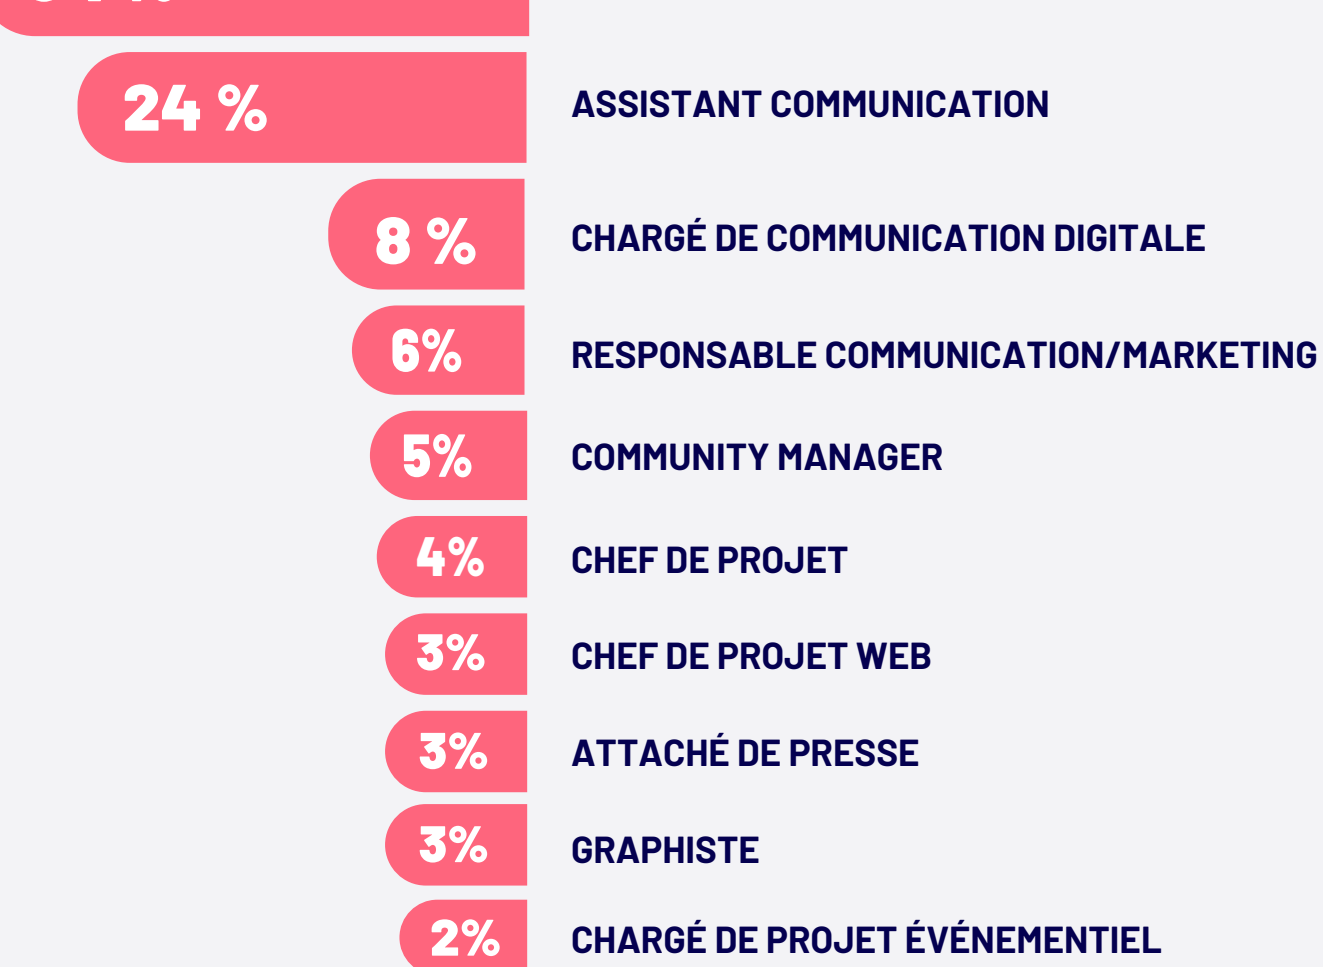 24 % ASSISTANT COMMUNICATION
8 % CHARGÉ DE COMMUNICATION DIGITALE
6% RESPONSABLE COMMUNICATION/MARKETING
5% COMMUNITY MANAGER
4% CHEF DE PROJET
3% CHEF DE PROJET WEB
3% ATTACHÉ DE PRESSE
3% GRAPHISTE
2% CHARGÉ DE PROJET ÉVÉNEMENTIEL